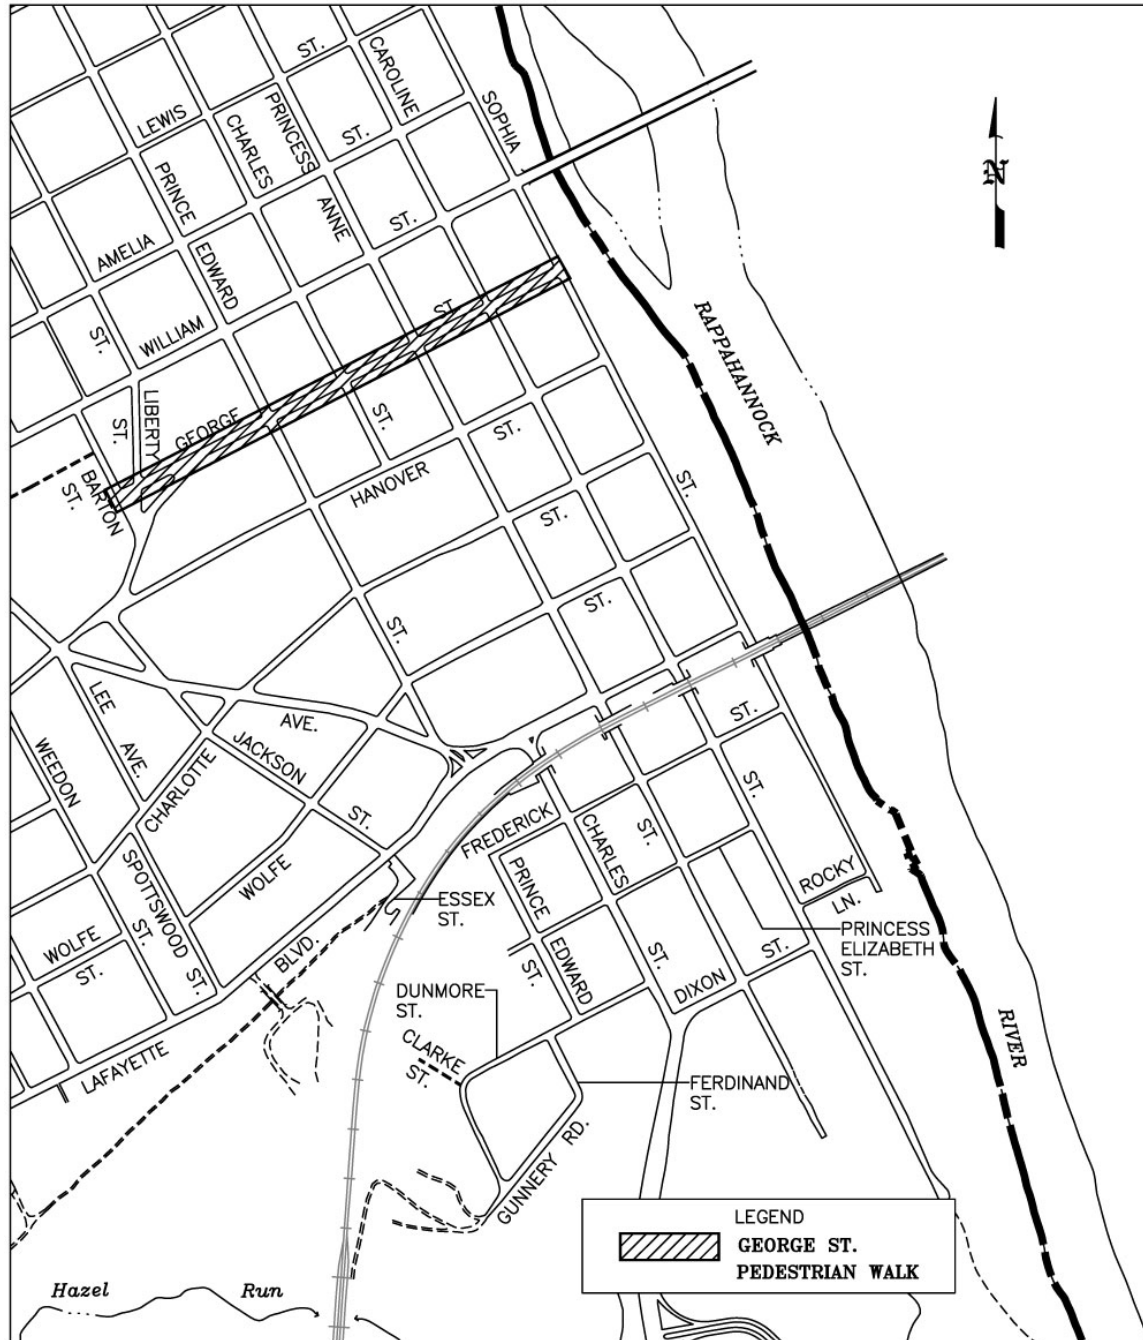 ST.
CAROLINE
LEWIS
PRINCESS
CHARLES
ST.
SOPHIA
PRINCE
ANNE
ST.
AMELIA
EDWARD
N
ST.
WILLIAM
ST.
RAPPAHANNOCK
LIBERTY
ST.
GEORGE
ST.
ST.
BARTON
ST.
HANOVER
ST.
ST.
ST.
ST.
LEE
AVE.
AVE.
WEEDON
JACKSON
CHARLOTTE
ST.
ST.
ST.
FREDERICK
CHARLES
ST.
SPOTTSWOOD
ST.
WOLFE
PRINCE
ROCKY
LN.
ESSEX
ST.
WOLFE
ST.
ST.
BLVD.
EDWARD
ST.
ST.
ST.
PRINCESS
ELIZABETH
ST.
DIXON
DUNMORE
ST.
CLARKE
ST.
LAFAYETTE
RIVER
FERDINAND
ST.
GUNNERY RD.
LEGEND
GEORGE ST.
PEDESTRIAN WALK
Hazel Run